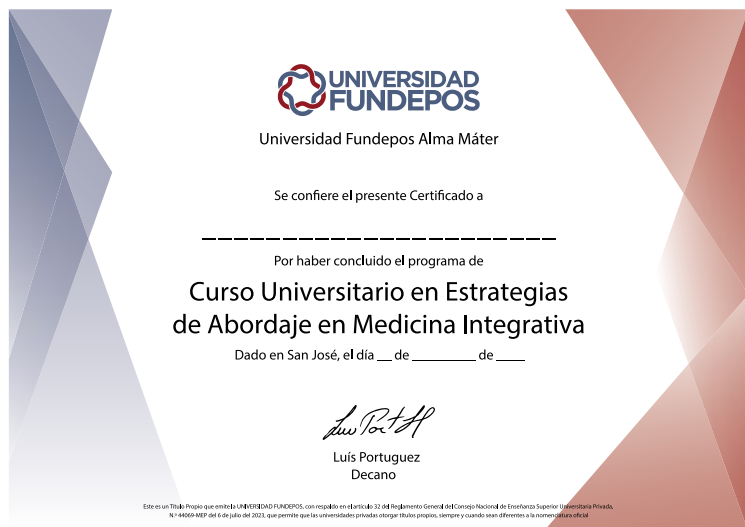 UNIVERSIDAD
FUNDEPOS
Universidad Fundepos Alma Máter
Se confiere el presente Certificado a
_______________________
Por haber concluido el programa de
Curso Universitario en Estrategias
de Abordaje en Medicina Integrativa
Dado en San José, el día __ de _________ de ____
Luís Portuguez
Decano
Este es un Título Propio que emite la UNIVERSIDAD FUNDEPOS, con respaldo en el artículo 32 del Reglamento General del Consejo Nacional de Enseñanza Superior Universitaria Privada,
N.º 44069-MEP del 6 de julio del 2023, que permite que las universidades privadas otorgar títulos propios, siempre y cuando sean diferentes a la nomenclatura oficial